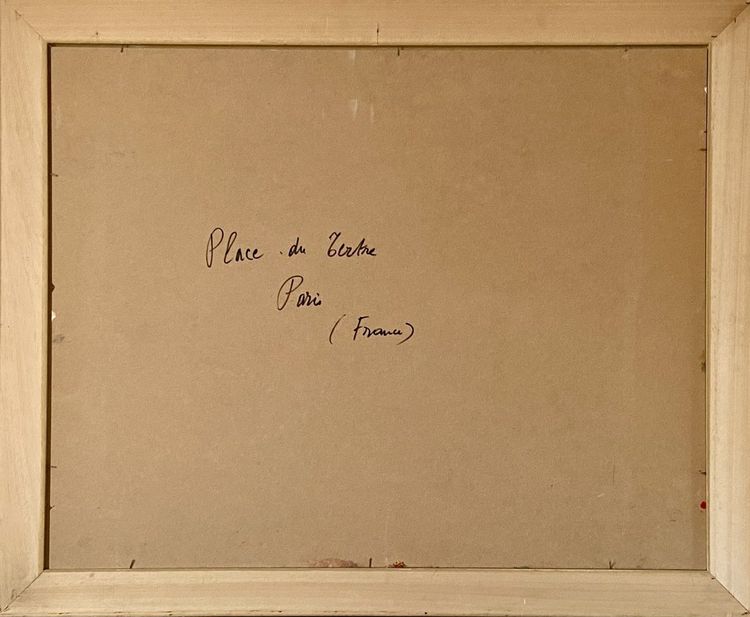 Place du Tertre
Paris
(France)